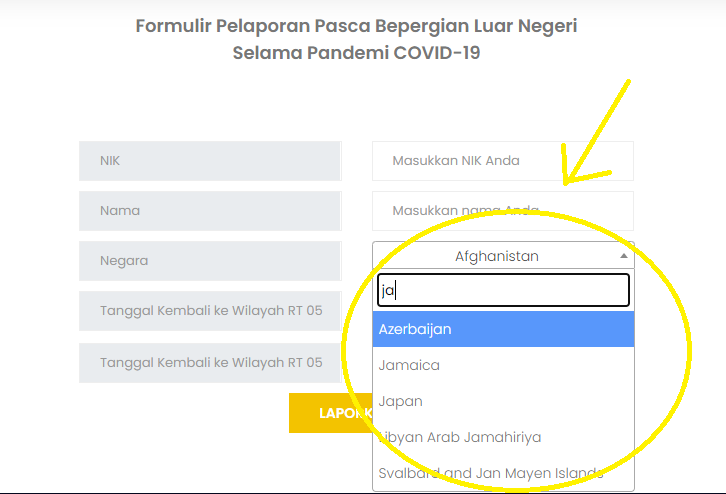 Formulir Pelaporan Pasca Bepergian Luar Negeri
Selama Pandemi COVID-19
NIK
Masukkan NIK Anda
Nama
Masukkan nama Anda
Negara
Afghanistan
ja
Azerbaijan
Tanggal Kembali ke Wilayah RT 05
Jamaica
Tanggal Kembali ke Wilayah RT 05
Japan
Libyan Arab Jamahiriya
Svalbard and Jan Mayen Islands